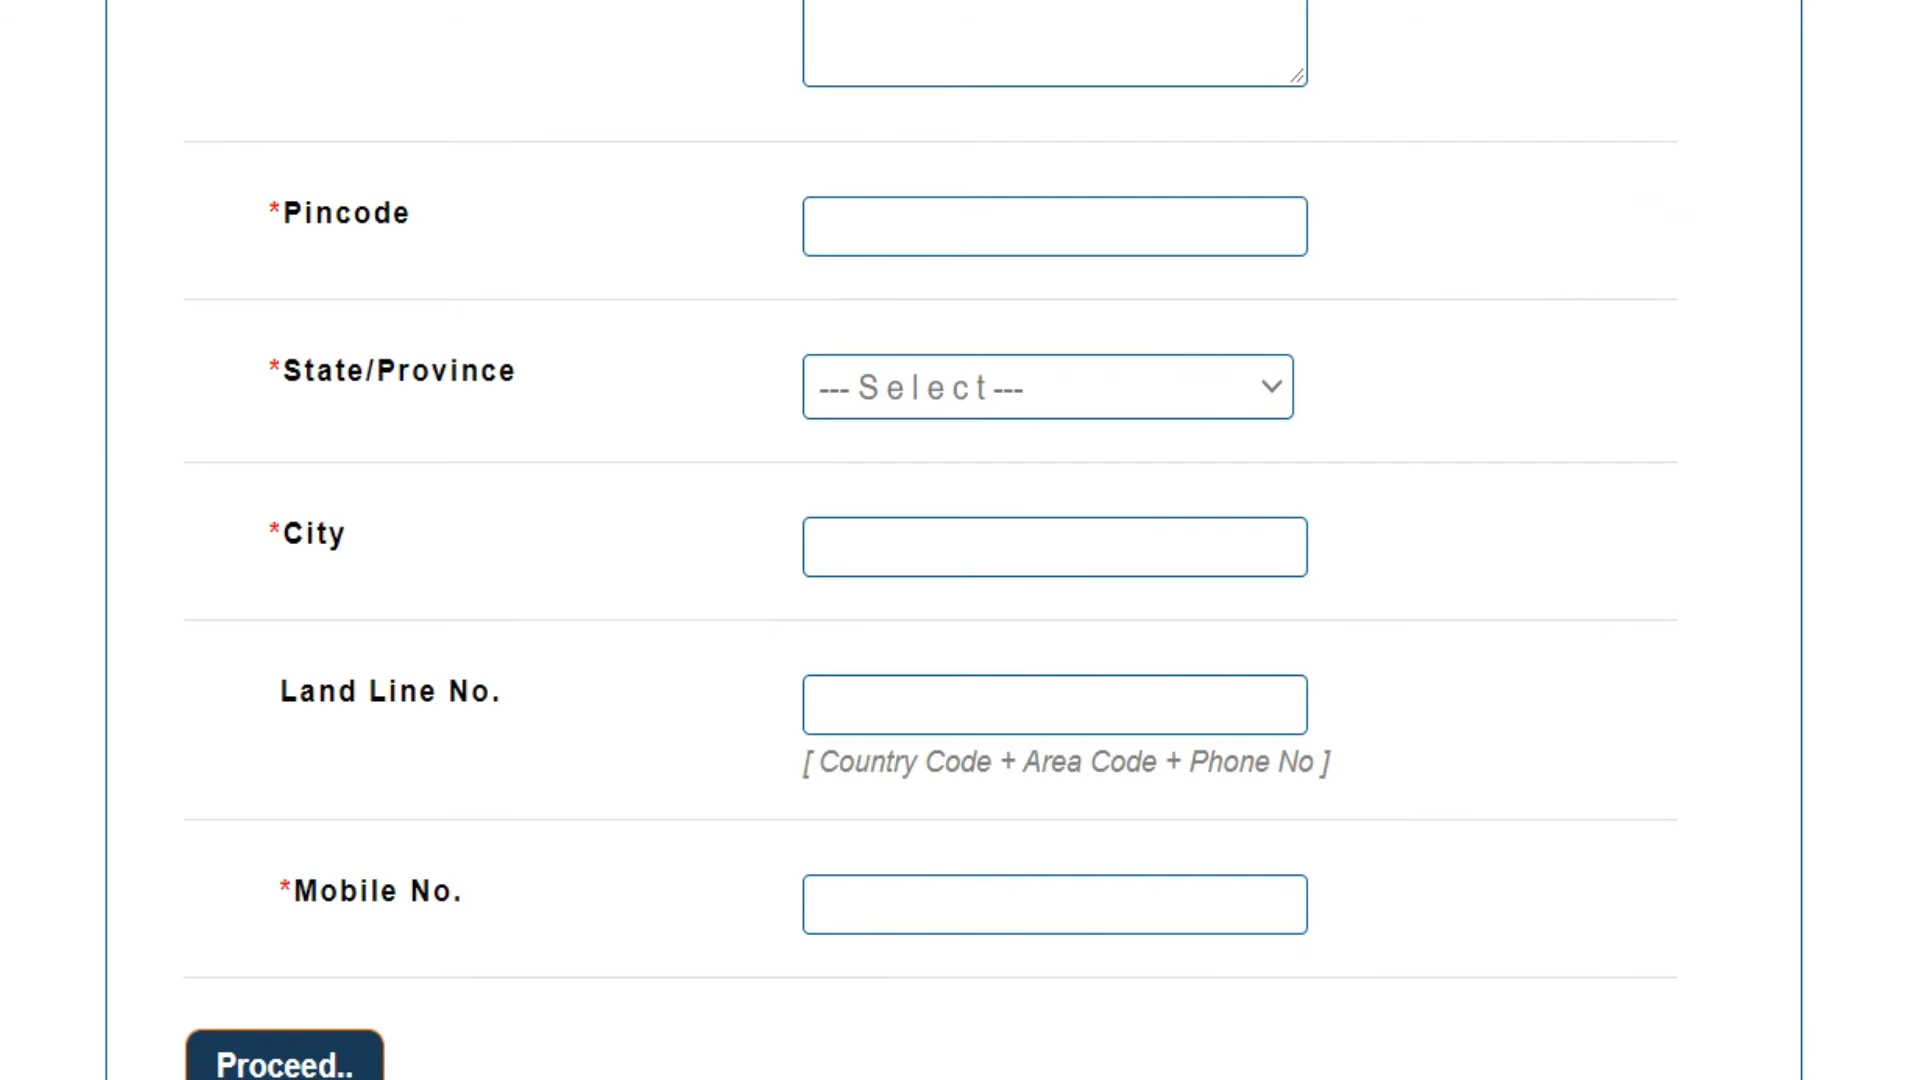 *Pincode
*State/Province
--- Select ---
*City
Land Line No.
[ Country Code + Area Code + Phone No ]
*Mobile No.
Proceed..